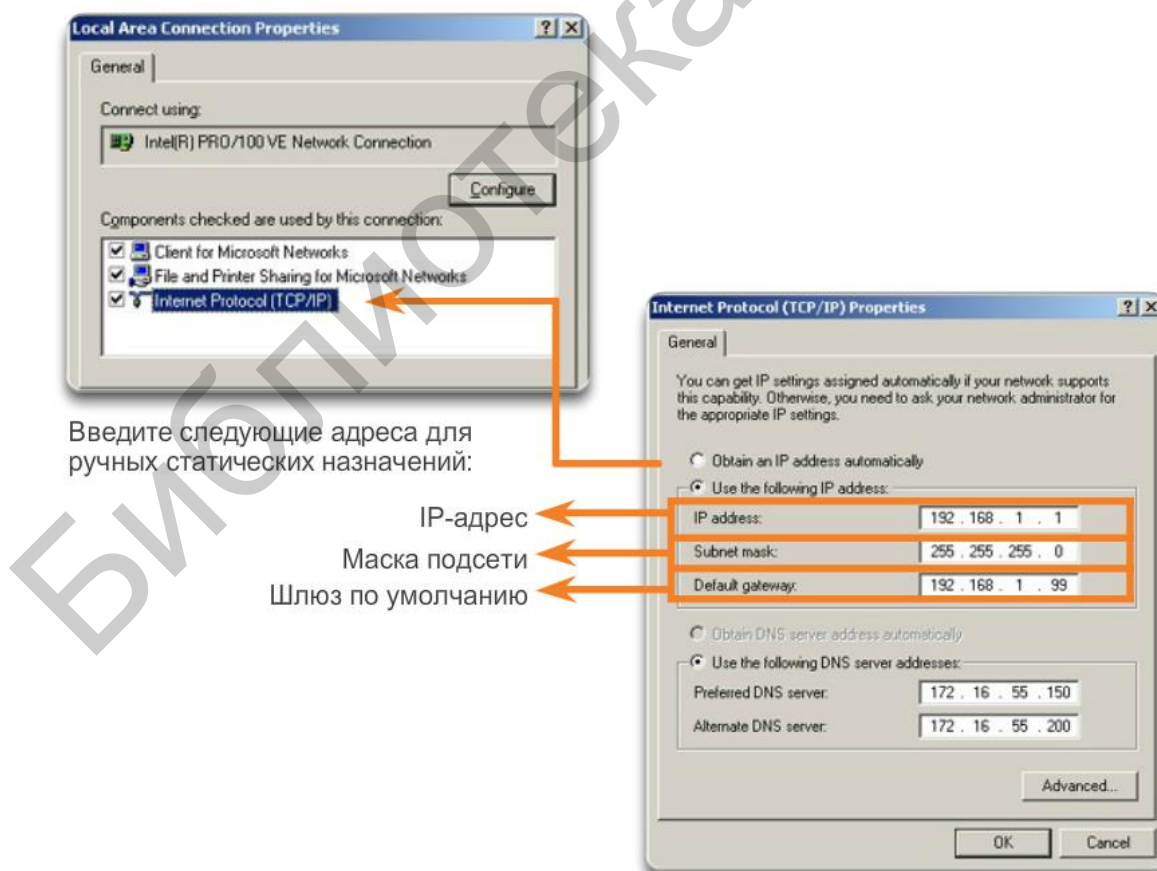 Local Area Connection Properties
General
Connect using:
Intel(R) PRO/100 VE Network Connection
Configure
Components checked are used by this connection:
Client for Microsoft Networks
File and Printer Sharing for Microsoft Networks
Internet Protocol (TCP/IP)
Введите следующие адреса для
ручных статических назначений:
IP-адрес
Маска подсети
Шлюз по умолчанию
Internet Protocol (TCP/IP) Properties
General
You can get IP settings assigned automatically if your network supports
this capability. Otherwise, you need to ask your network administrator for
the appropriate IP settings.
Obtain an IP address automatically
Use the following IP address:
IP address: 192 . 168 . 1 . 1
Subnet mask: 255 . 255 . 255 . 0
Default gateway: 192 . 168 . 1 . 99
Obtain DNS server address automatically
Use the following DNS server addresses:
Preferred DNS server: 172 . 16 . 55 . 150
Alternate DNS server: 172 . 16 . 55 . 200
Advanced...
OK Cancel
Библиотека